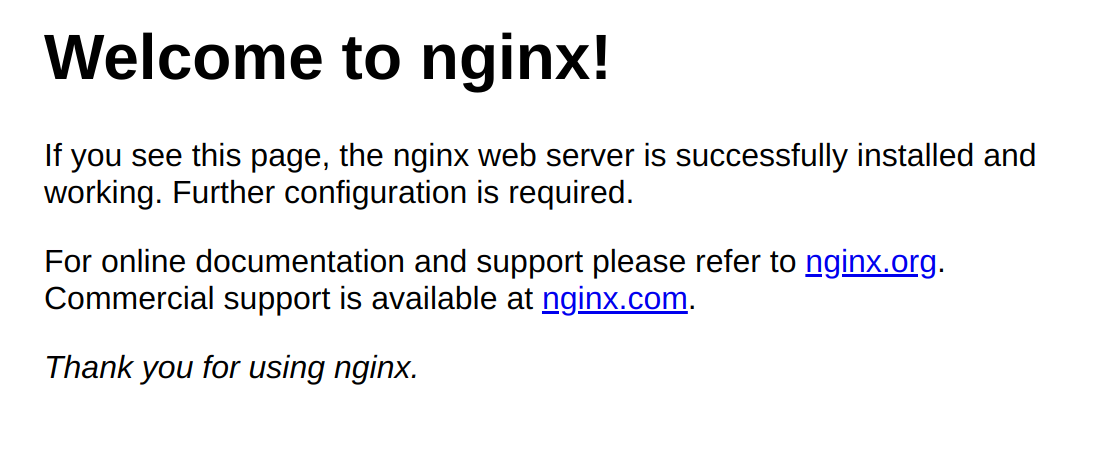 Welcome to nginx!
If you see this page, the nginx web server is successfully installed and
working. Further configuration is required.
For online documentation and support please refer to nginx.org.
Commercial support is available at nginx.com.
Thank you for using nginx.